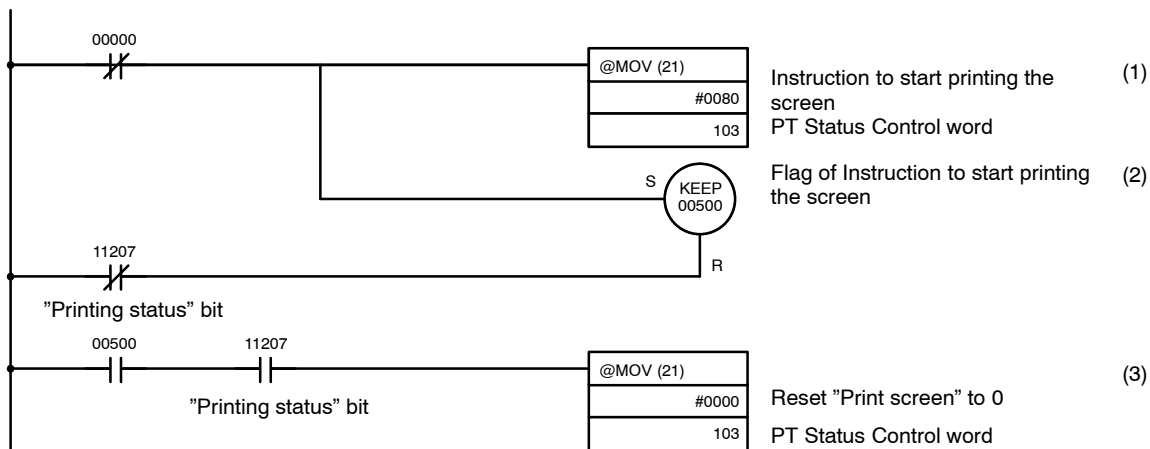 00000
@MOV (21)
#0080
103
Instruction to start printing the
screen
PT Status Control word
(1)
S
KEEP
00500
R
Flag of Instruction to start printing
the screen
(2)
11207
”Printing status” bit
00500
11207
”Printing status” bit
@MOV (21)
#0000
103
Reset ”Print screen” to 0
PT Status Control word
(3)